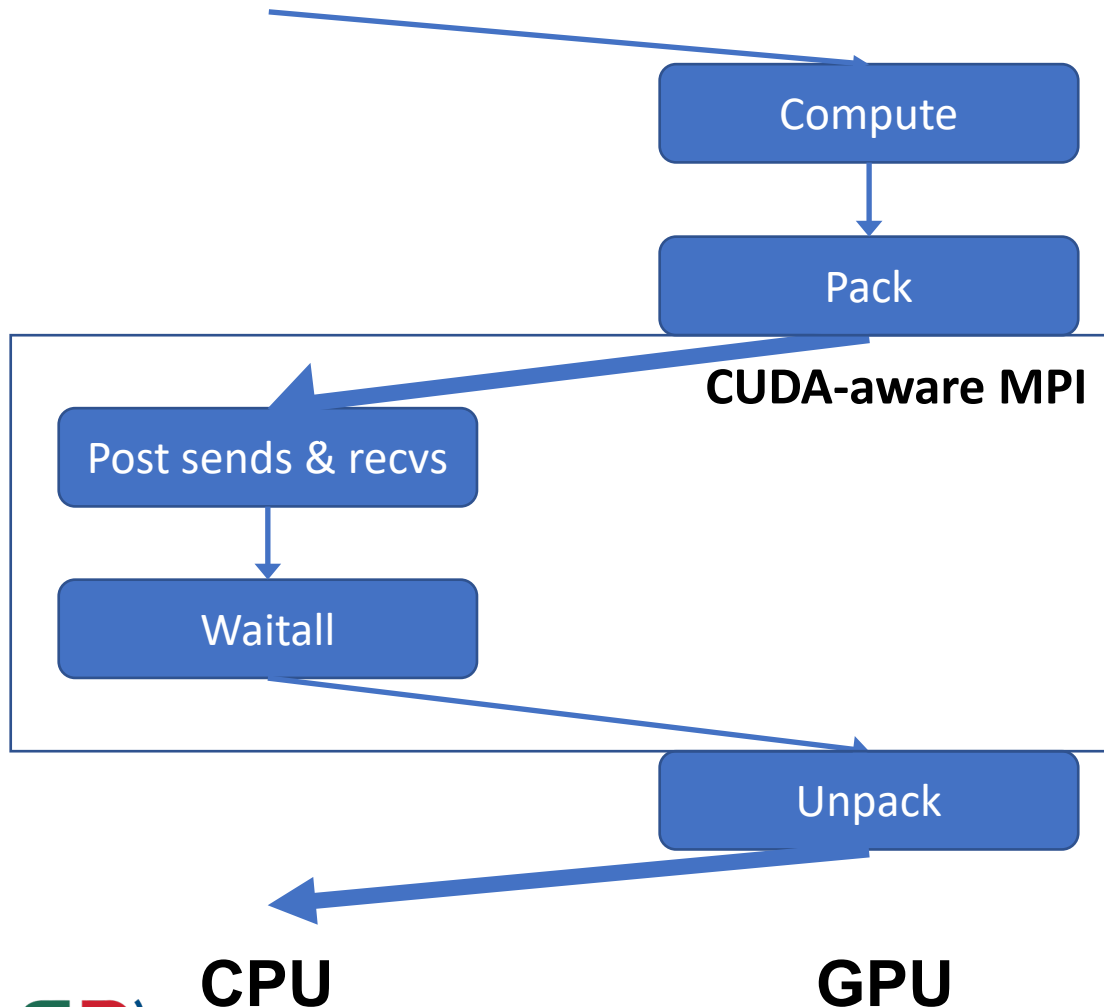 Compute
Pack
CUDA-aware MPI
Post sends & recvs
Waitall
Unpack
CPU
GPU